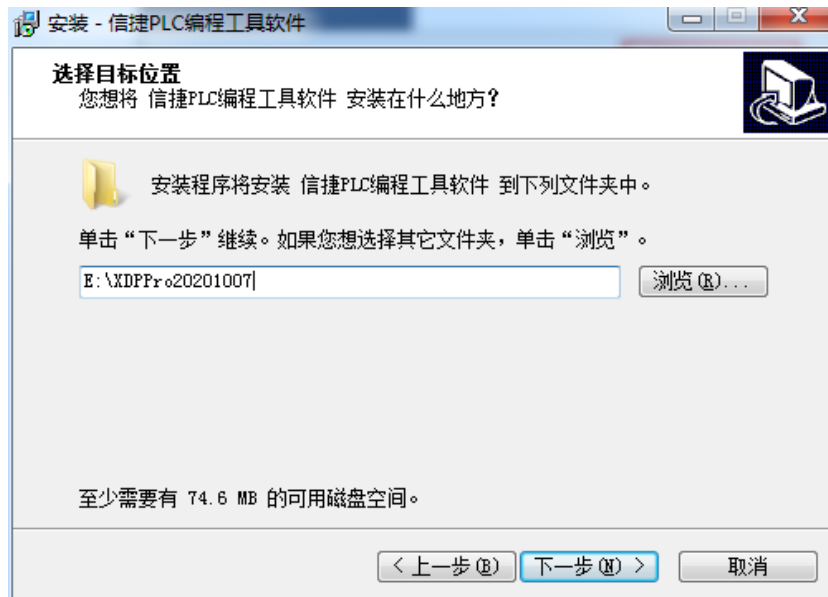 安装 - 信捷PLC编程工具软件
选择目标位置
您想将 信捷PLC编程工具软件 安装在什么地方？
安装程序将安装 信捷PLC编程工具软件 到下列文件夹中。
单击“下一步”继续。如果您想选择其它文件夹，单击“浏览”。
E:\XDPPro20201007
浏览(R)...
至少需要有 74.6 MB 的可用磁盘空间。
< 上一步(B) 下一步(N) > 取消